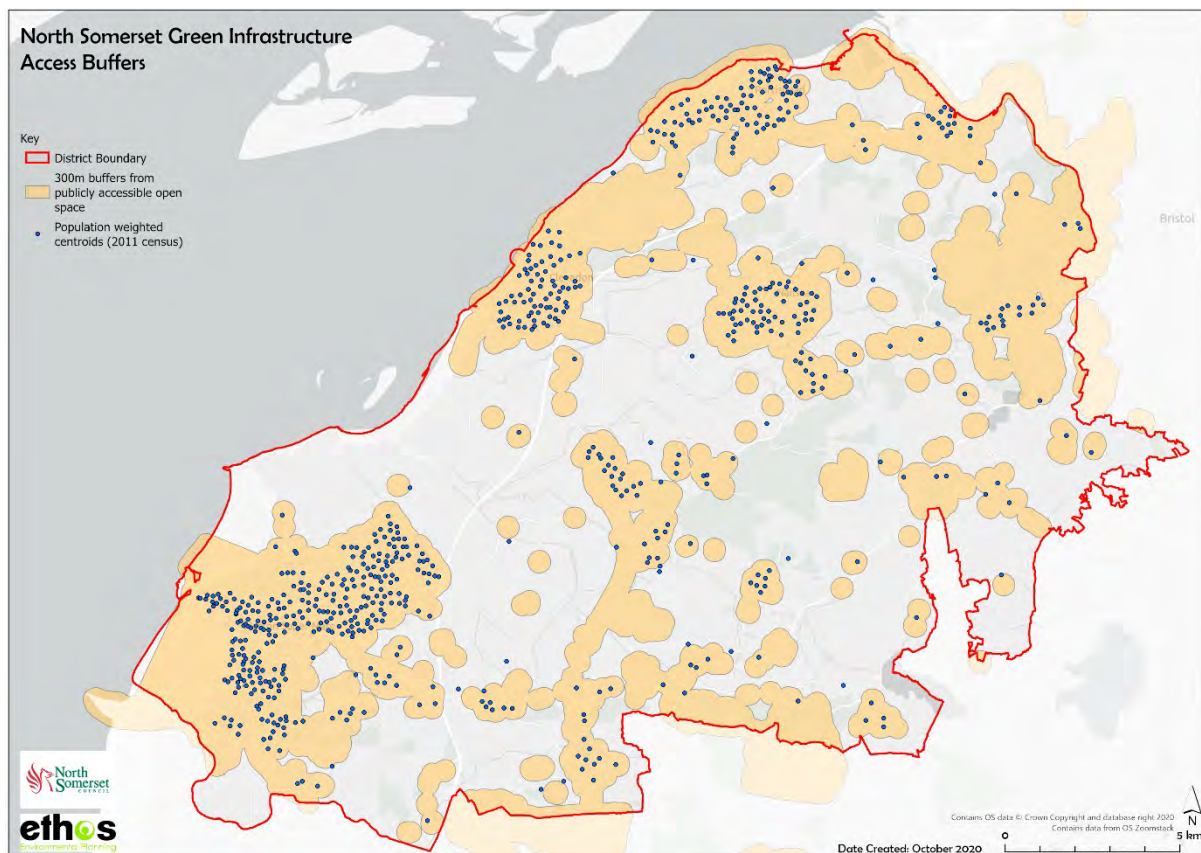 North Somerset Green Infrastructure
Access Buffers
Key
District Boundary
300m buffers from
publicly accessible open
space
Population weighted
centroids (2011 census)
Bristol
North
Somerset
COUNCIL
ethos
Environmental Planning
Contains OS data © Crown Copyright and database right 2020
Contains data from OS Zoomstack
N
0 5 km
Date Created: October 2020